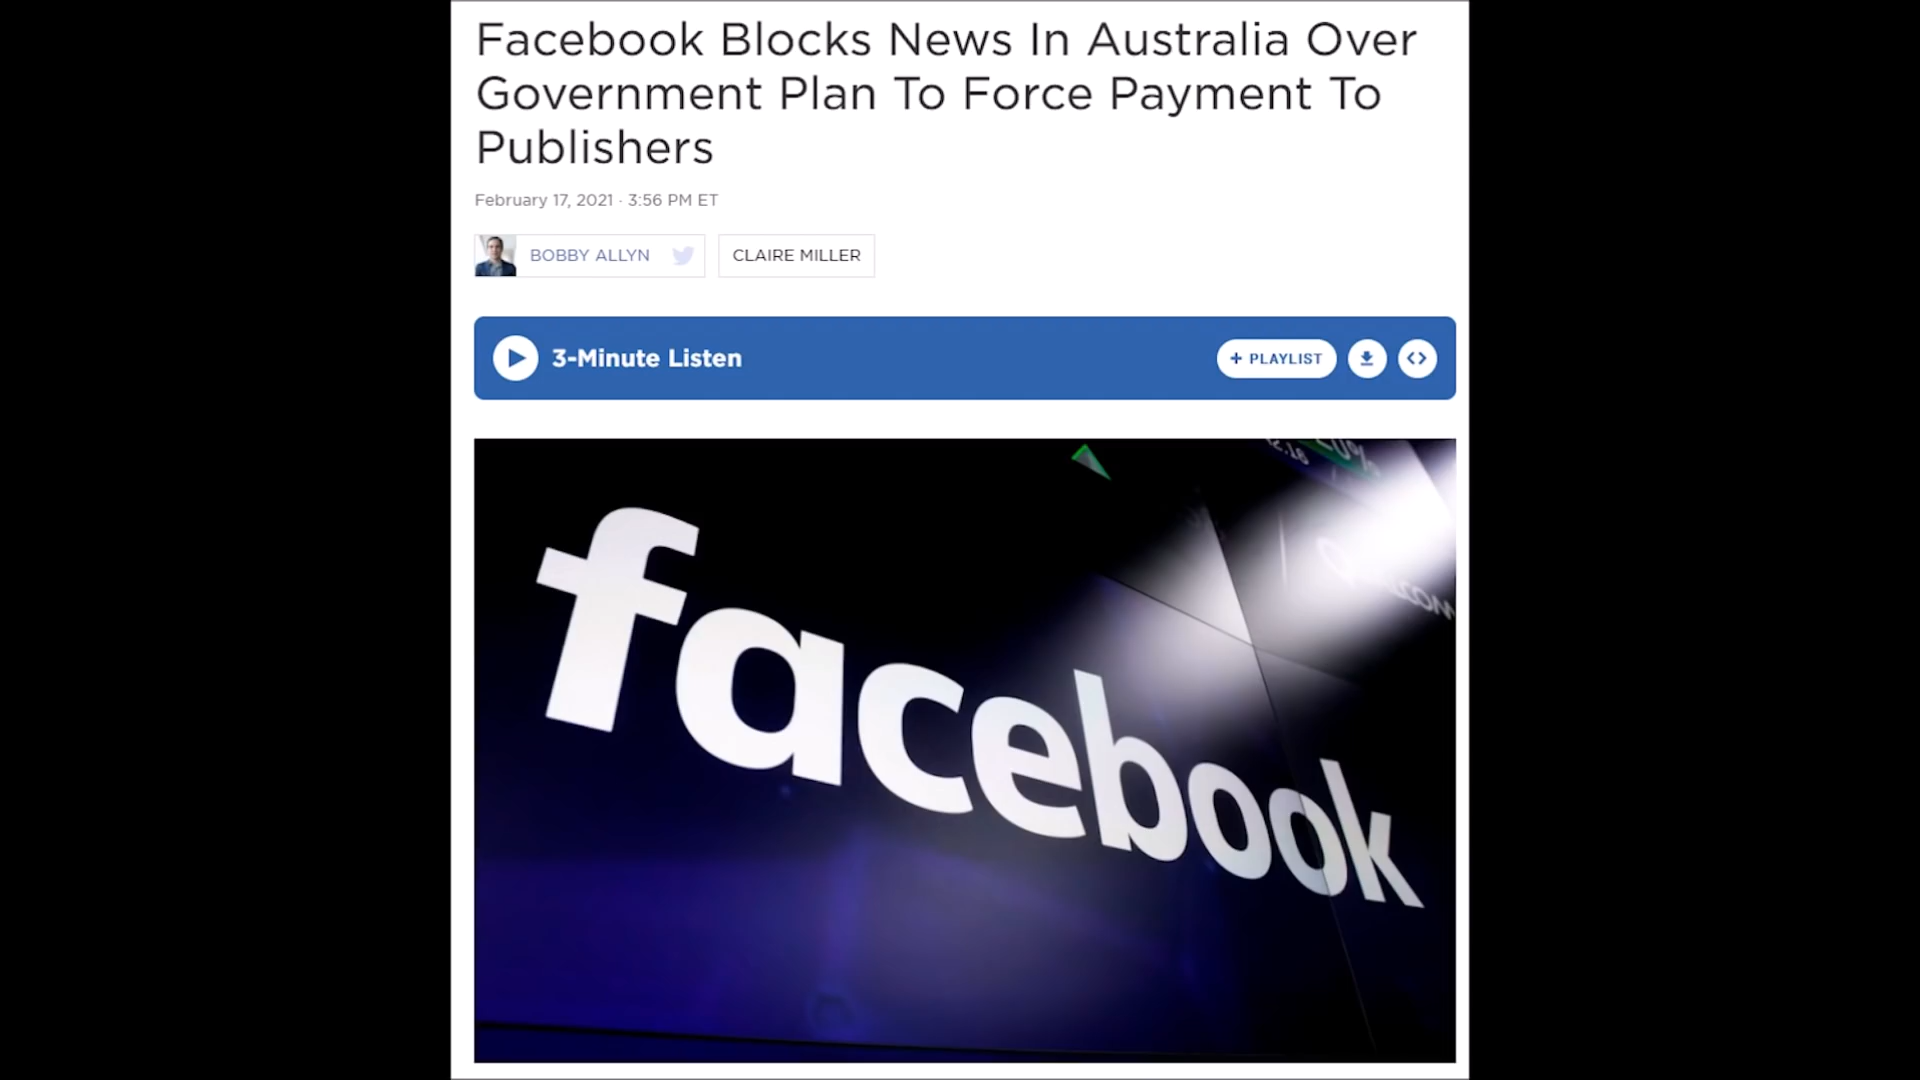 Facebook Blocks News In Australia Over
Government Plan To Force Payment To
Publishers
February 17, 2021 · 3:56 PM ET
BOBBY ALLYN
CLAIRE MILLER
3-Minute Listen
+ PLAYLIST
facebook